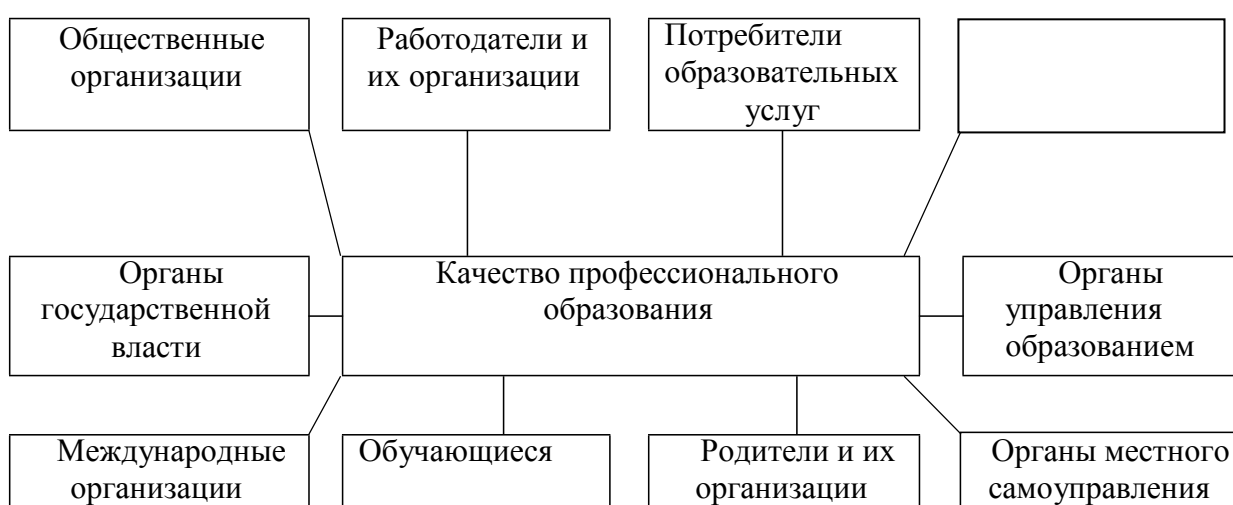 Общественные
организации
Работодатели и
их организации
Потребители
образовательных
услуг
Органы
государственной
власти
Качество профессионального
образования
Органы
управления
образованием
Международные
организации
Обучающиеся
Родители и их
организации
Органы местного
самоуправления